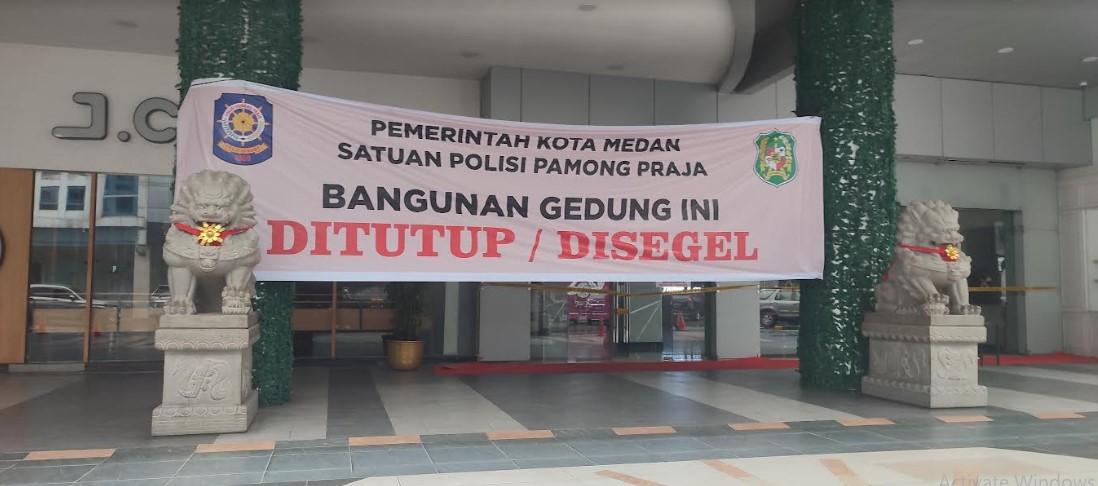 J.C
PEMERINTAH KOTA MEDAN
SATUAN POLISI PAMONG PRAJA
BANGUNAN GEDUNG INI
DITUTUP / DISEGEL
Activate Windows